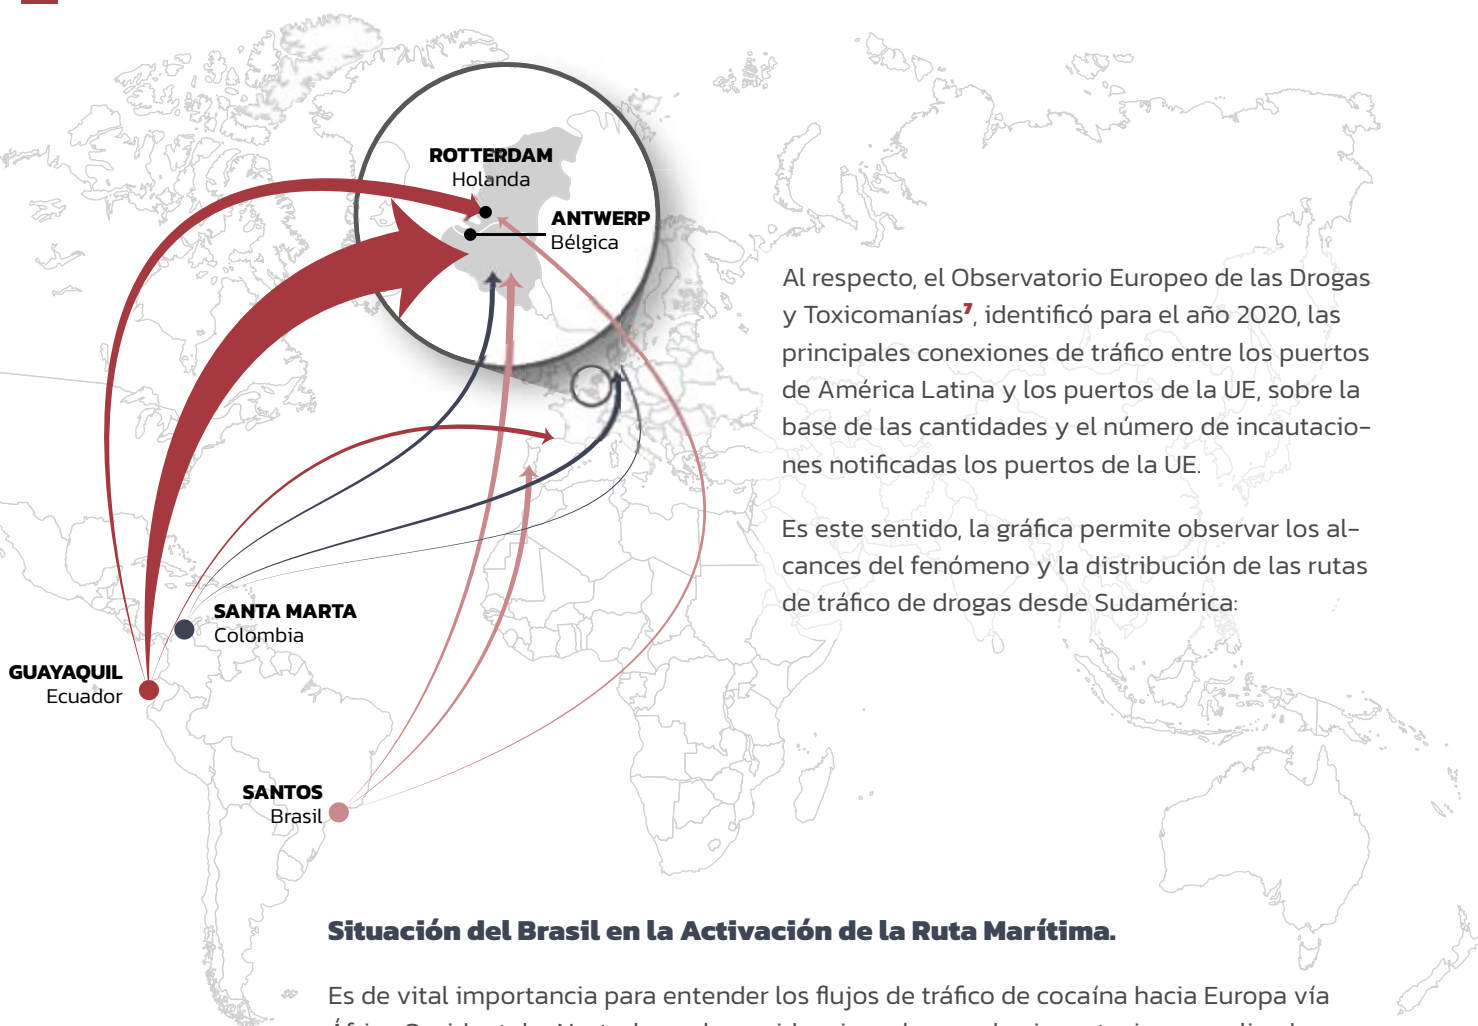 ROTTERDAM
Holanda
ANTWERP
Bélgica
Al respecto, el Observatorio Europeo de las Drogas
y Toxicomanías7, identificó para el año 2020, las
principales conexiones de tráfico entre los puertos
de América Latina y los puertos de la UE, sobre la
base de las cantidades y el número de incautacio-
nes notificadas los puertos de la UE.
Es este sentido, la gráfica permite observar los al-
cances del fenómeno y la distribución de las rutas
de tráfico de drogas desde Sudamérica:
SANTA MARTA
Colombia
GUAYAQUIL
Ecuador
SANTOS
Brasil
Situación del Brasil en la Activación de la Ruta Marítima.
Es de vital importancia para entender los flujos de tráfico de cocaína hacia Europa vía